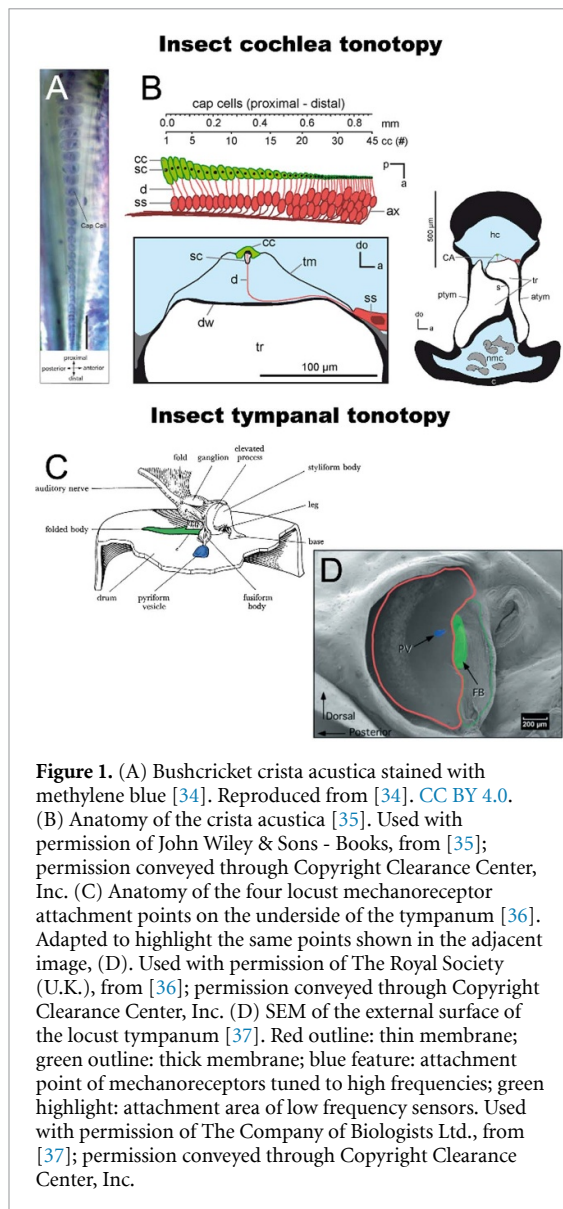 Insect cochlea tonotopy
A
Cap Cell
proximal
posterior
anterior
distal
B
cap cells (proximal - distal)
0.0 0.2 0.4 0.6 0.8 mm
1 5 10 15 20 30 45 cc (#)
cc
sc
d
ss
ax
p
a
cc
sc
tm
d
ss
dw
tr
100 µm
do
a
500 µm
hc
CA
s
tr
ptym
atym
do
a
nmc
c
Insect tympanal tonotopy
C
fold
ganglion
elevated
process
styliform body
auditory nerve
leg
folded body
base
drum
pyriform
vesicle
fusiform
body
D
PV
FB
Dorsal
Posterior
200 µm
Figure 1. (A) Bushcricket crista acustica stained with
methylene blue [34]. Reproduced from [34]. CC BY 4.0.
(B) Anatomy of the crista acustica [35]. Used with
permission of John Wiley & Sons - Books, from [35];
permission conveyed through Copyright Clearance Center,
Inc. (C) Anatomy of the four locust mechanoreceptor
attachment points on the underside of the tympanum [36].
Adapted to highlight the same points shown in the adjacent
image, (D). Used with permission of The Royal Society
(U.K.), from [36]; permission conveyed through Copyright
Clearance Center, Inc. (D) SEM of the external surface of
the locust tympanum [37]. Red outline: thin membrane;
green outline: thick membrane; blue feature: attachment
point of mechanoreceptors tuned to high frequencies; green
highlight: attachment area of low frequency sensors. Used
with permission of The Company of Biologists Ltd., from
[37]; permission conveyed through Copyright Clearance
Center, Inc.